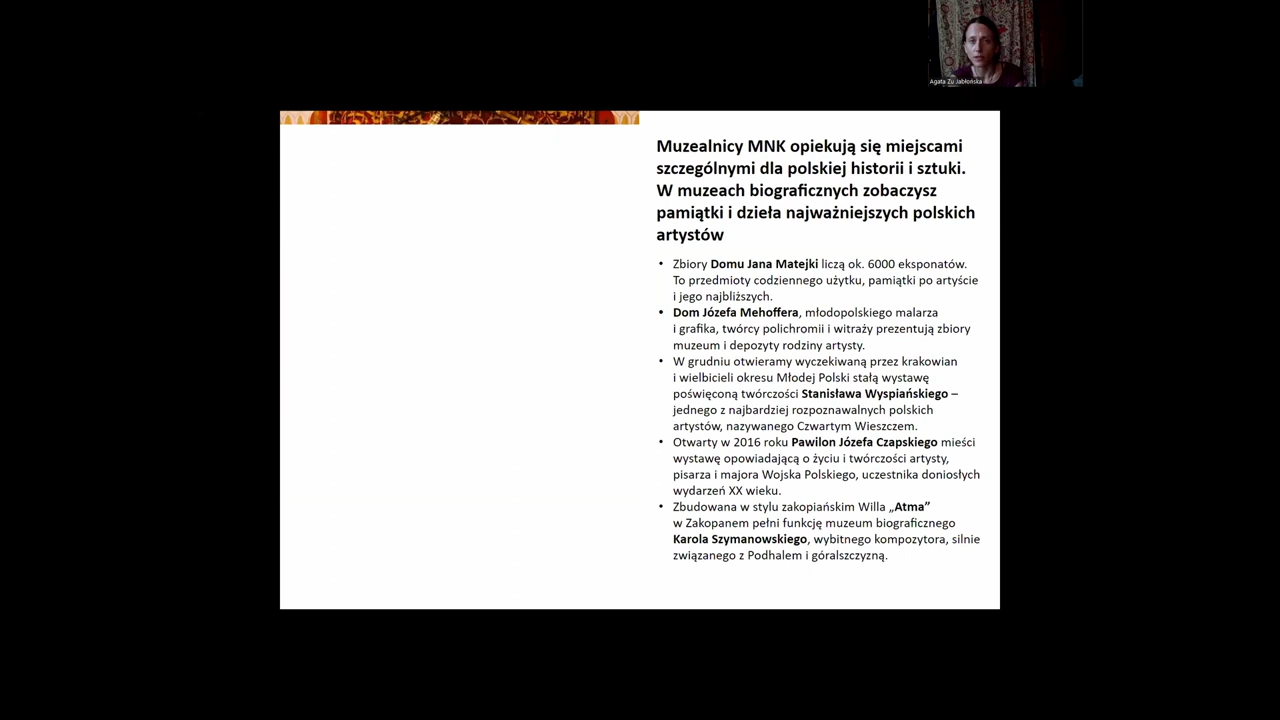 Agata Zu Jabłońska
Muzealnicy MNK opiekują się miejscami
szczególnymi dla polskiej historii i sztuki.
W muzeach biograficznych zobaczysz
pamiątki i dzieła najważniejszych polskich
artystów
• Zbiory Domu Jana Matejki liczą ok. 6000 eksponatów.
To przedmioty codziennego użytku, pamiątki po artyście
i jego najbliższych.
• Dom Józefa Mehoffera, młodopolskiego malarza
i grafika, twórcy polichromii i witraży prezentują zbiory
muzeum i depozyty rodziny artysty.
• W grudniu otwieramy wyczekiwaną przez krakowian
i wielbicieli okresu Młodej Polski stałą wystawę
poświęconą twórczości Stanisława Wyspiańskiego –
jednego z najbardziej rozpoznawalnych polskich
artystów, nazywanego Czwartym Wieszczem.
• Otwarty w 2016 roku Pawilon Józefa Czapskiego mieści
wystawę opowiadającą o życiu i twórczości artysty,
pisarza i majora Wojska Polskiego, uczestnika doniosłych
wydarzeń XX wieku.
• Zbudowana w stylu zakopiańskim Willa „Atma”
w Zakopanem pełni funkcję muzeum biograficznego
Karola Szymanowskiego, wybitnego kompozytora, silnie
związanego z Podhalem i góralszczyzną.